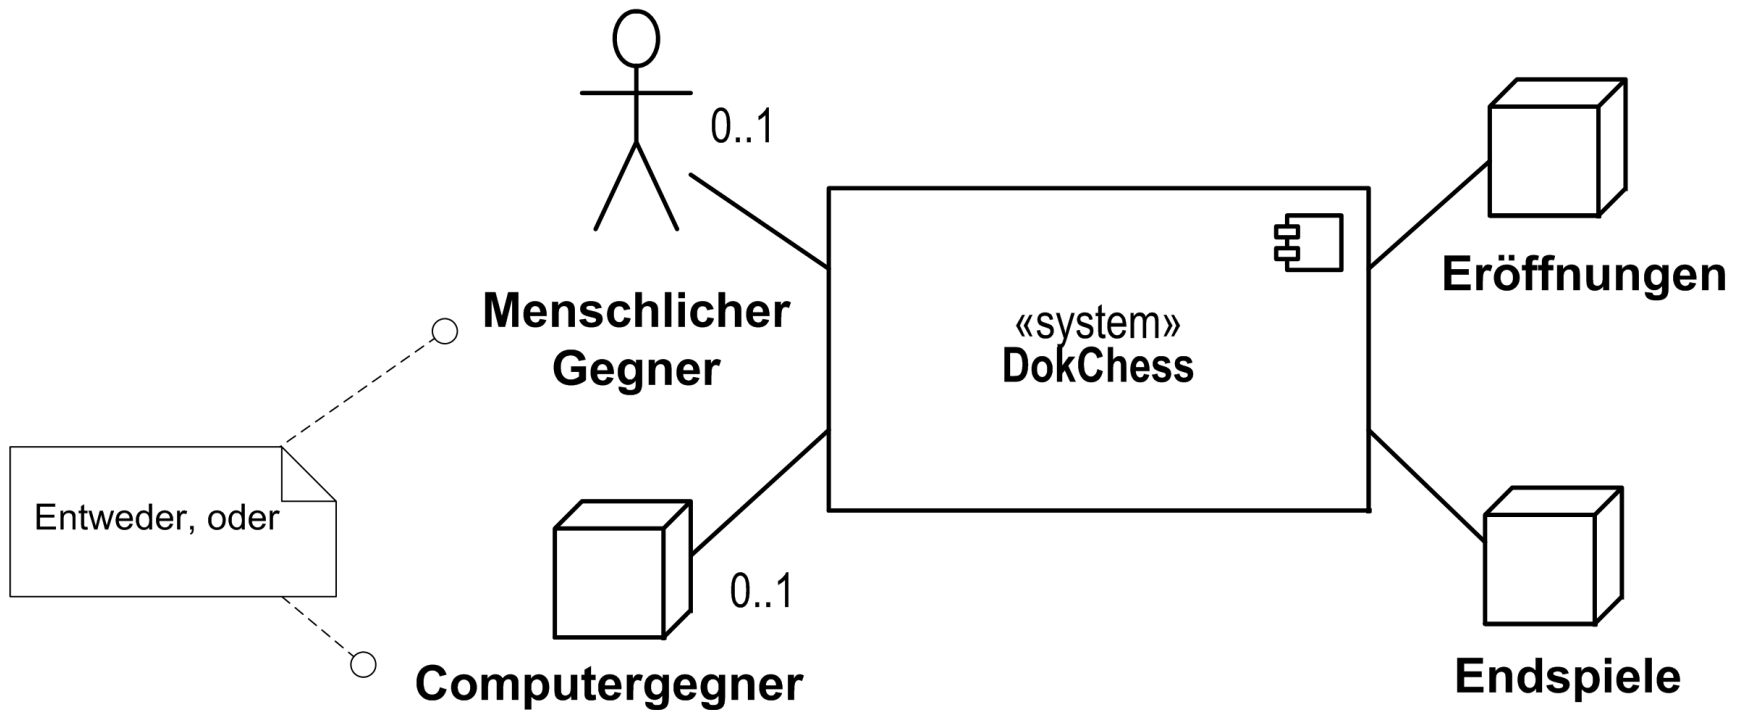 0..1
Menschlicher
Gegner
Entweder, oder
0..1
Computergegner
«system»
DokChess
Eröffnungen
Endspiele